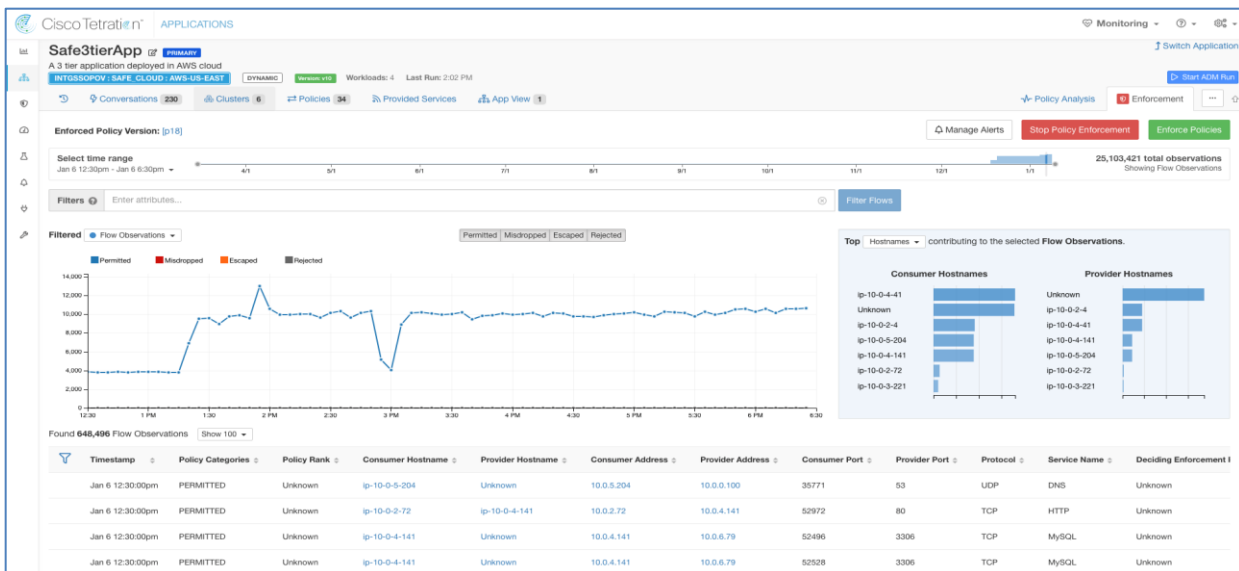 Cisco Tetration APPLICATIONS Monitoring
Safe3tierApp PRIMARY Switch Application
A 3 tier application deployed in AWS cloud
INTGSSOPOV : SAFE_CLOUD : AWS-US-EAST DYNAMIC Version: v10 Workloads: 4 Last Run: 2:02 PM Start ADM Run
Conversations 230 Clusters 6 Policies 34 Provided Services App View 1 Policy Analysis Enforcement ...
Enforced Policy Version: [p18] Manage Alerts Stop Policy Enforcement Enforce Policies
Select time range
Jan 6 12:30pm - Jan 6 6:30pm
4/1 5/1 6/1 7/1 8/1 9/1 10/1 11/1 12/1 1/1
25,103,421 total observations
Showing Flow Observations
Filters Enter attributes... Filter Flows
Filtered Flow Observations Permitted Misdropped Escaped Rejected
Permitted Misdropped Escaped Rejected
14,000
12,000
10,000
8,000
6,000
4,000
2,000
0
12:30 1 PM 1:30 2 PM 2:30 3 PM 3:30 4 PM 4:30 5 PM 5:30 6 PM 6:30
Top Hostnames contributing to the selected Flow Observations.
Consumer Hostnames
ip-10-0-4-41
Unknown
ip-10-0-2-4
ip-10-0-5-204
ip-10-0-4-141
ip-10-0-2-72
ip-10-0-3-221
Provider Hostnames
Unknown
ip-10-0-2-4
ip-10-0-4-41
ip-10-0-4-141
ip-10-0-5-204
ip-10-0-2-72
ip-10-0-3-221
Found 648,496 Flow Observations Show 100
Timestamp Policy Categories Policy Rank Consumer Hostname Provider Hostname Consumer Address Provider Address Consumer Port Provider Port Protocol Service Name Deciding Enforcement
Jan 6 12:30:00pm PERMITTED Unknown ip-10-0-5-204 Unknown 10.0.5.204 10.0.0.100 35771 53 UDP DNS Unknown
Jan 6 12:30:00pm PERMITTED Unknown ip-10-0-2-72 ip-10-0-4-141 10.0.2.72 10.0.4.141 52972 80 TCP HTTP Unknown
Jan 6 12:30:00pm PERMITTED Unknown ip-10-0-4-141 Unknown 10.0.4.141 10.0.6.79 52496 3306 TCP MySQL Unknown
Jan 6 12:30:00pm PERMITTED Unknown ip-10-0-4-141 Unknown 10.0.4.141 10.0.6.79 52528 3306 TCP MySQL Unknown